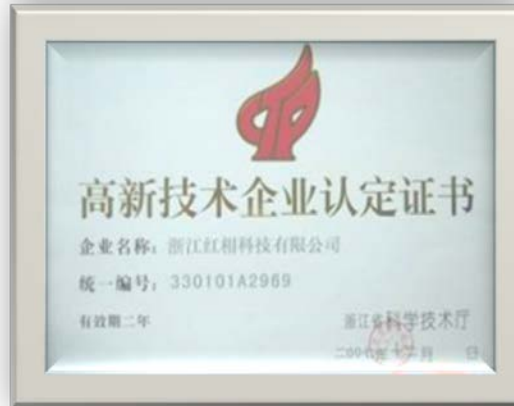 高新技术企业认定证书
企业名称：浙江红相科技有限公司
统一编号：330101A2969
有效期二年
浙江省科学技术厅
月 日